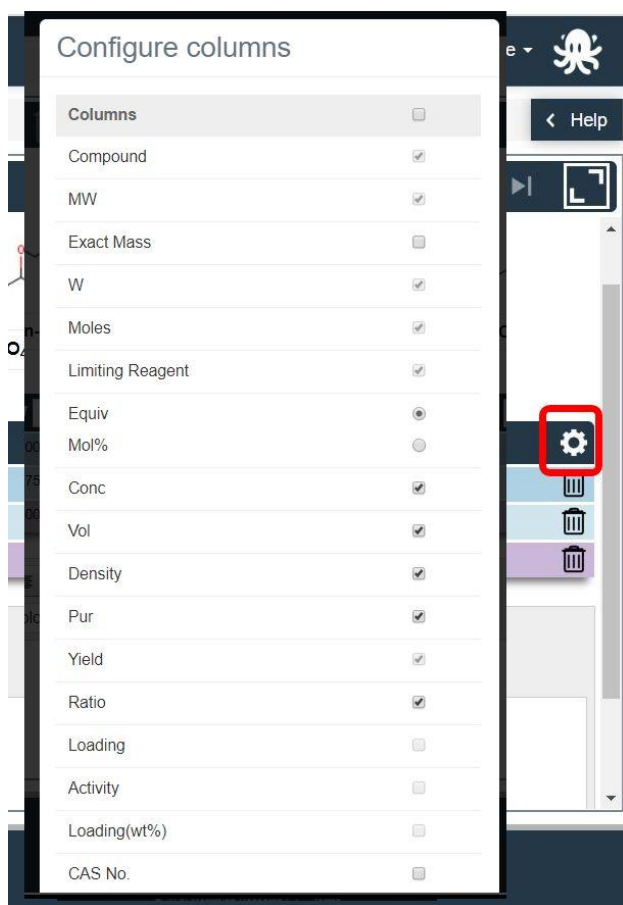 Configure columns
e
Columns
Help
Compound
MW
Exact Mass
W
Moles
Limiting Reagent
Equiv
Mol%
Conc
Vol
Density
Pur
Yield
Ratio
Loading
Activity
Loading(wt%)
CAS No.